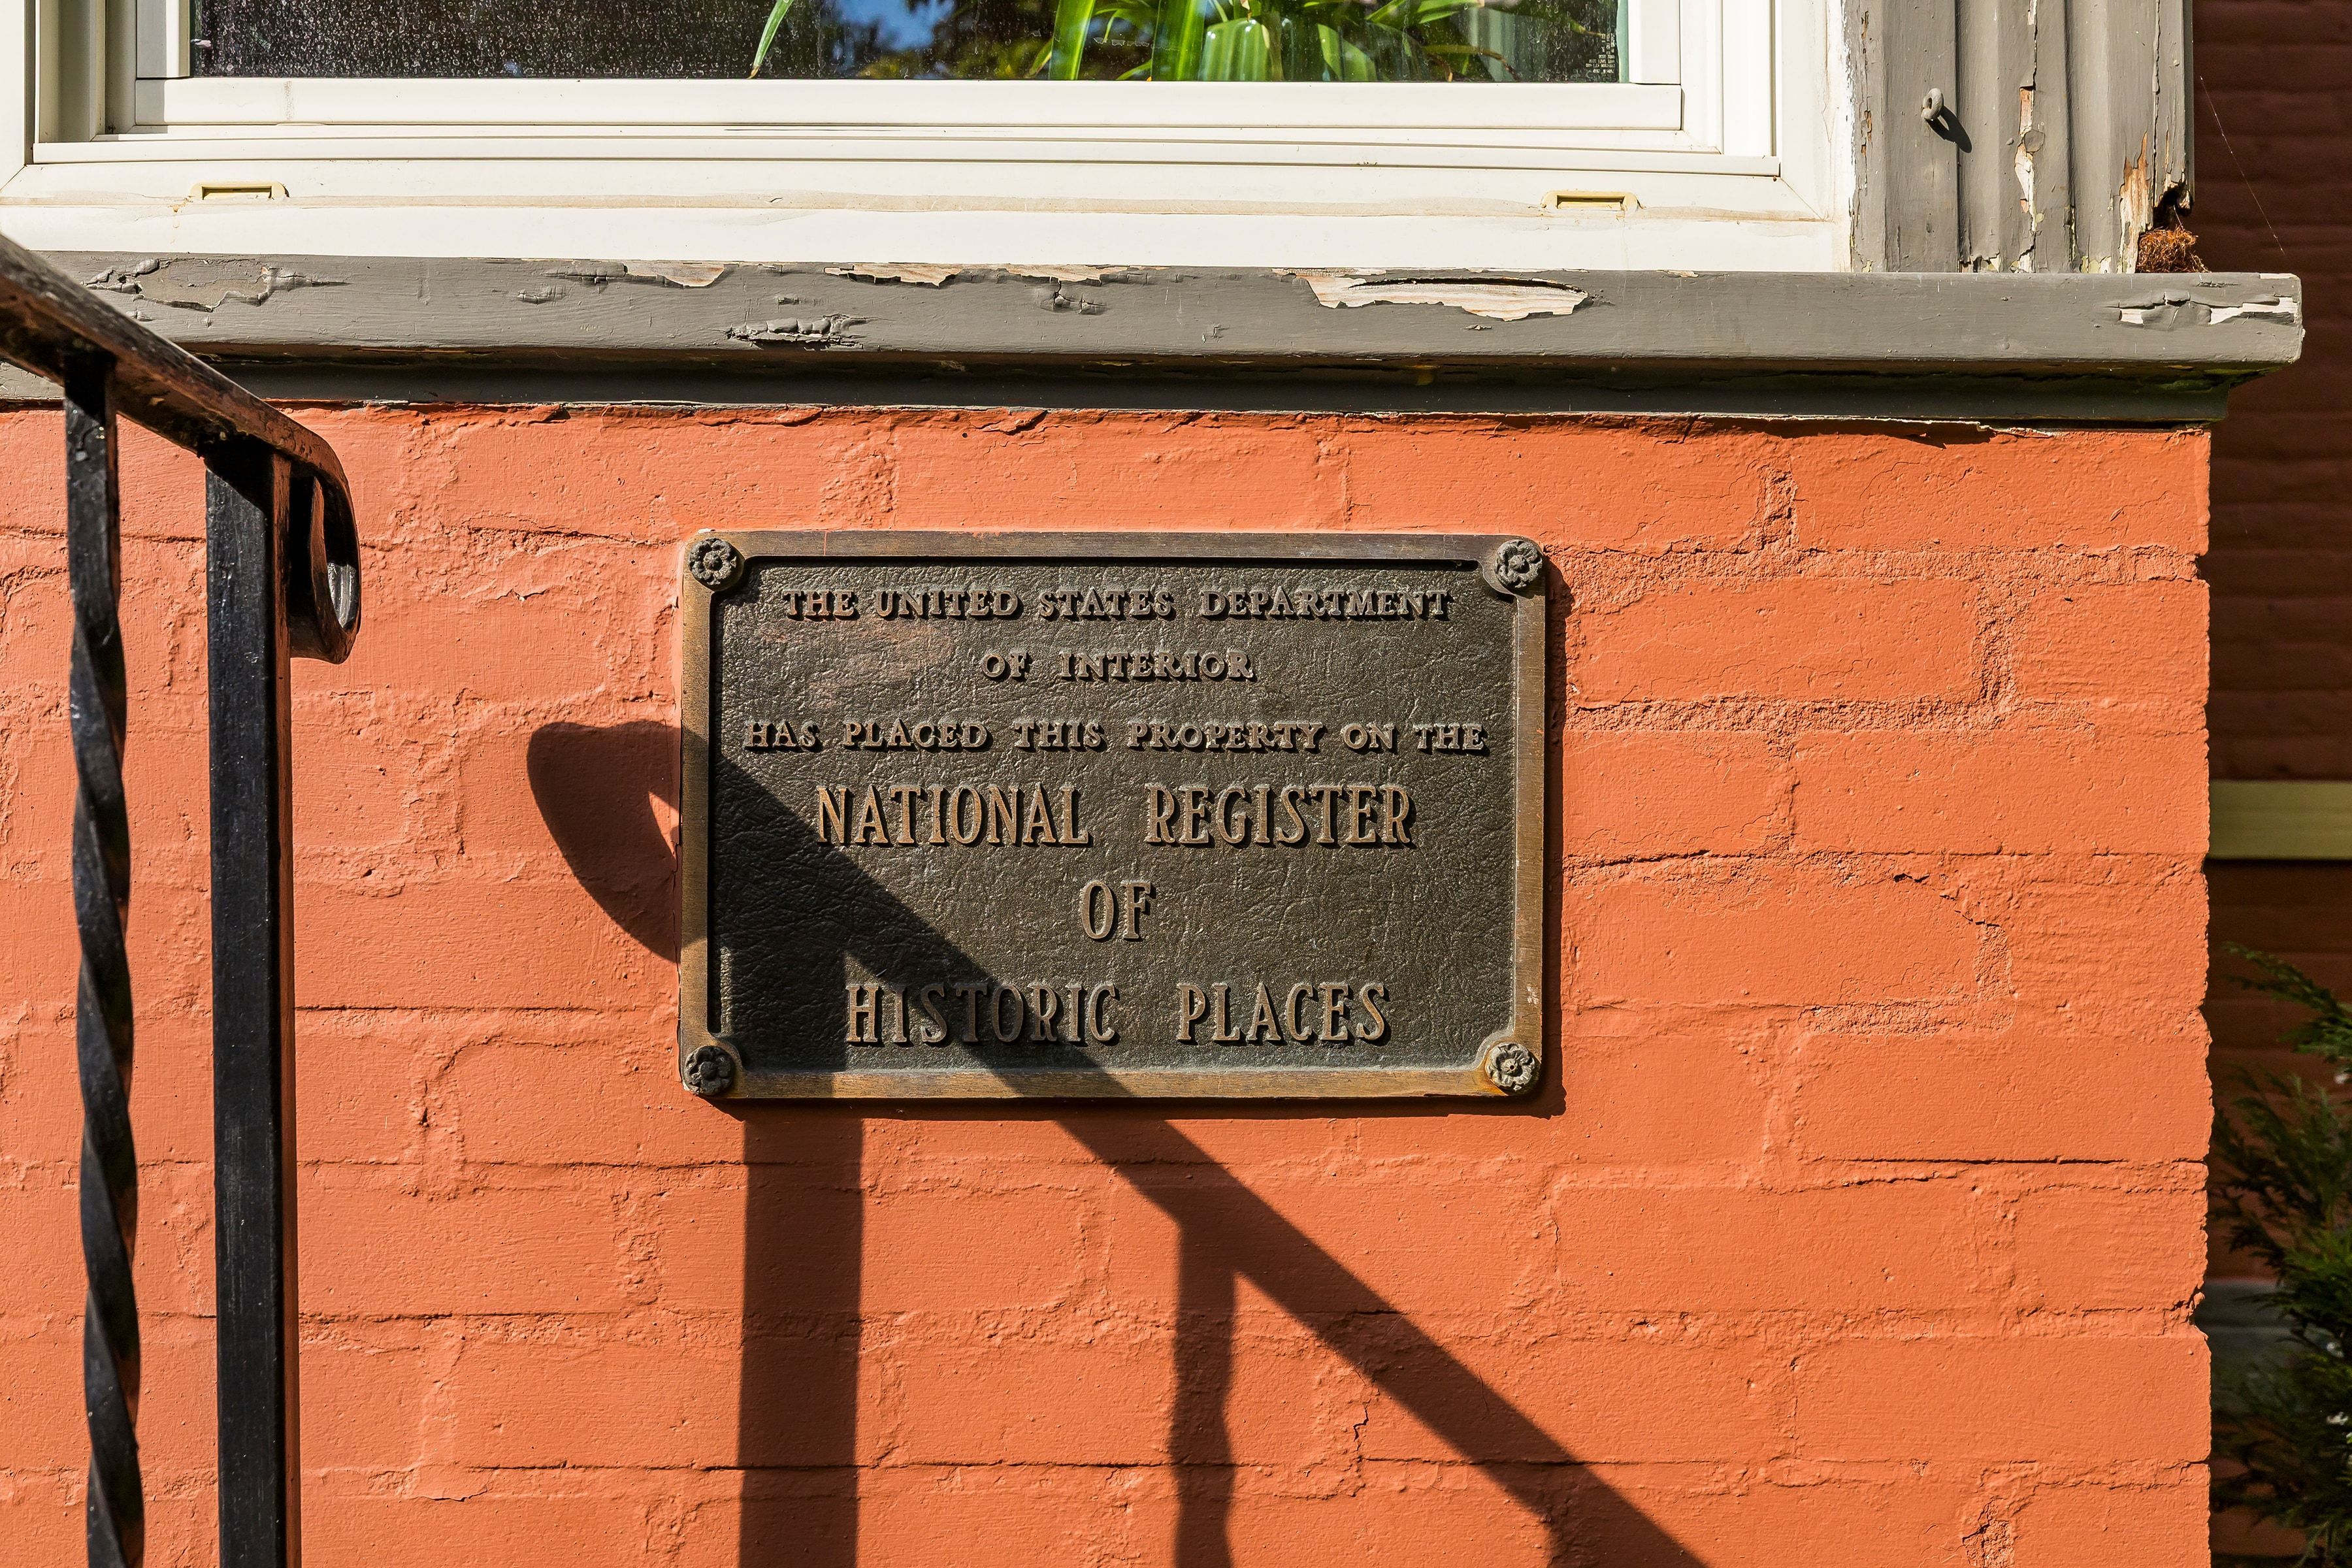 THE UNITED STATES DEPARTMENT
OF INTERIOR
HAS PLACED THIS PROPERTY ON THE
NATIONAL REGISTER
OF
HISTORIC PLACES